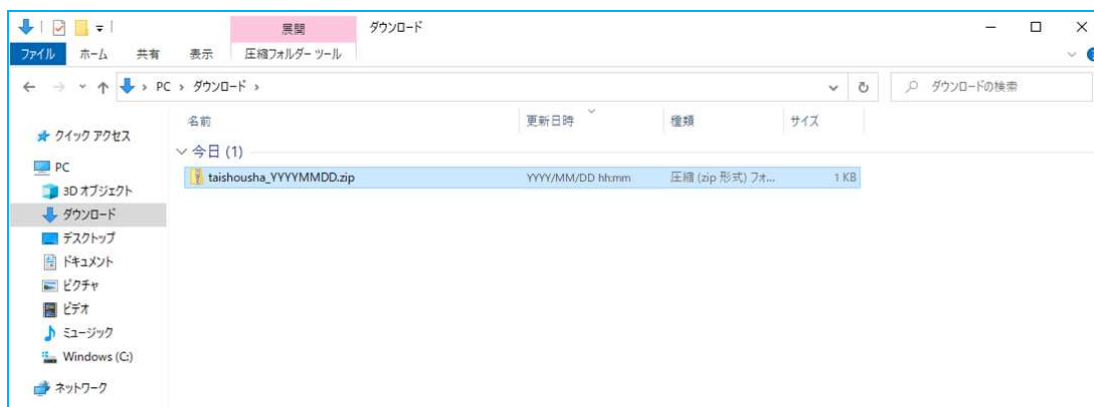 展開 ダウンロード
ファイル ホーム 共有 表示 圧縮フォルダー ツール
PC > ダウンロード > ダウンロードの検索
名前 更新日時 種類 サイズ
クイック アクセス
今日 (1)
PC
taishousha_YYYYMMDD.zip YYYY/MM/DD hh:mm 圧縮 (zip 形式) フォ... 1 KB
3D オブジェクト
ダウンロード
デスクトップ
ドキュメント
ピクチャ
ビデオ
ミュージック
Windows (C:)
ネットワーク